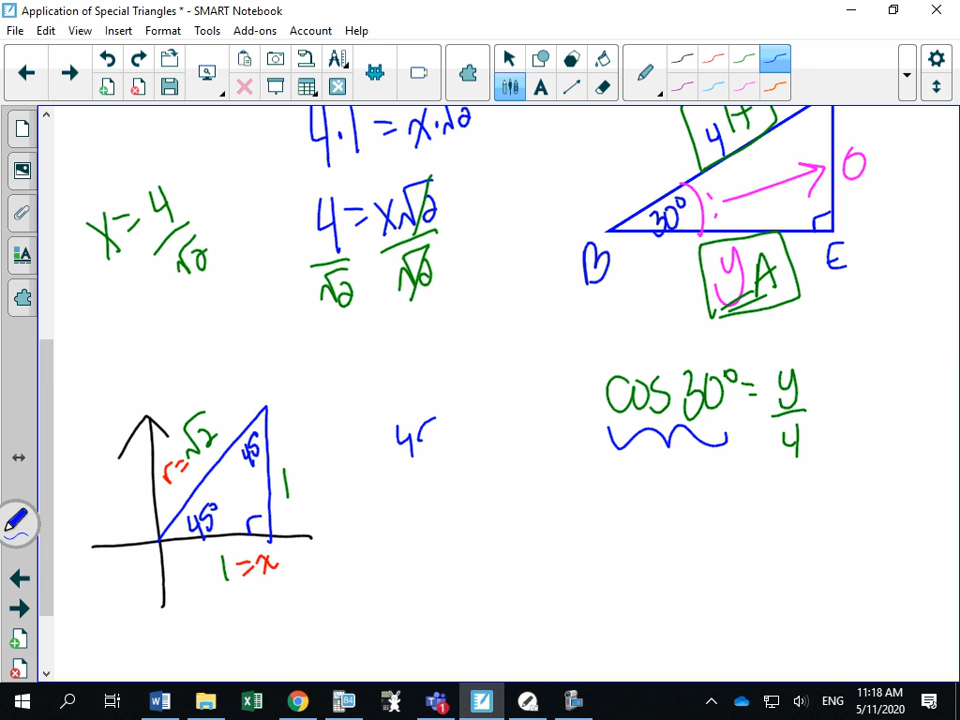 Application of Special Triangles * - SMART Notebook
File Edit View Insert Format Tools Add-ons Account Help
4·1 = x·√2
4
H
x = 4/√2
4 = x√2
√2 √2
30°
O
B
y A
E
cos 30° = y/4
r = √2
45
45°
1
1 = x
45
ENG
11:18 AM
5/11/2020
1